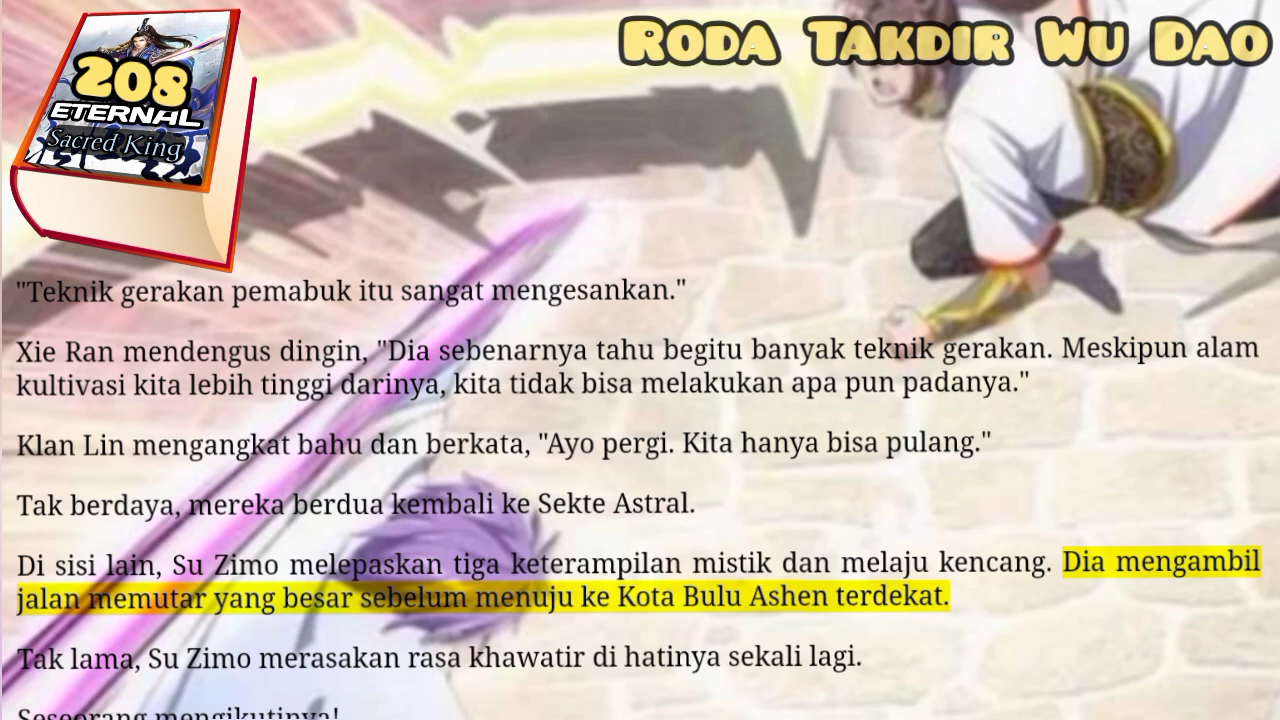 RODA TAKDIR WU DAO
208
ETERNAL
Sacred King
"Teknik gerakan pemabuk itu sangat mengesankan."
Xie Ran mendengus dingin, "Dia sebenarnya tahu begitu banyak teknik gerakan. Meskipun alam
kultivasi kita lebih tinggi darinya, kita tidak bisa melakukan apa pun padanya."
Klan Lin mengangkat bahu dan berkata, "Ayo pergi. Kita hanya bisa pulang."
Tak berdaya, mereka berdua kembali ke Sekte Astral.
Di sisi lain, Su Zimo melepaskan tiga keterampilan mistik dan melaju kencang. Dia mengambil
jalan memutar yang besar sebelum menuju ke Kota Bulu Ashen terdekat.
Tak lama, Su Zimo merasakan rasa khawatir di hatinya sekali lagi.
Seseorang mengikutinya!